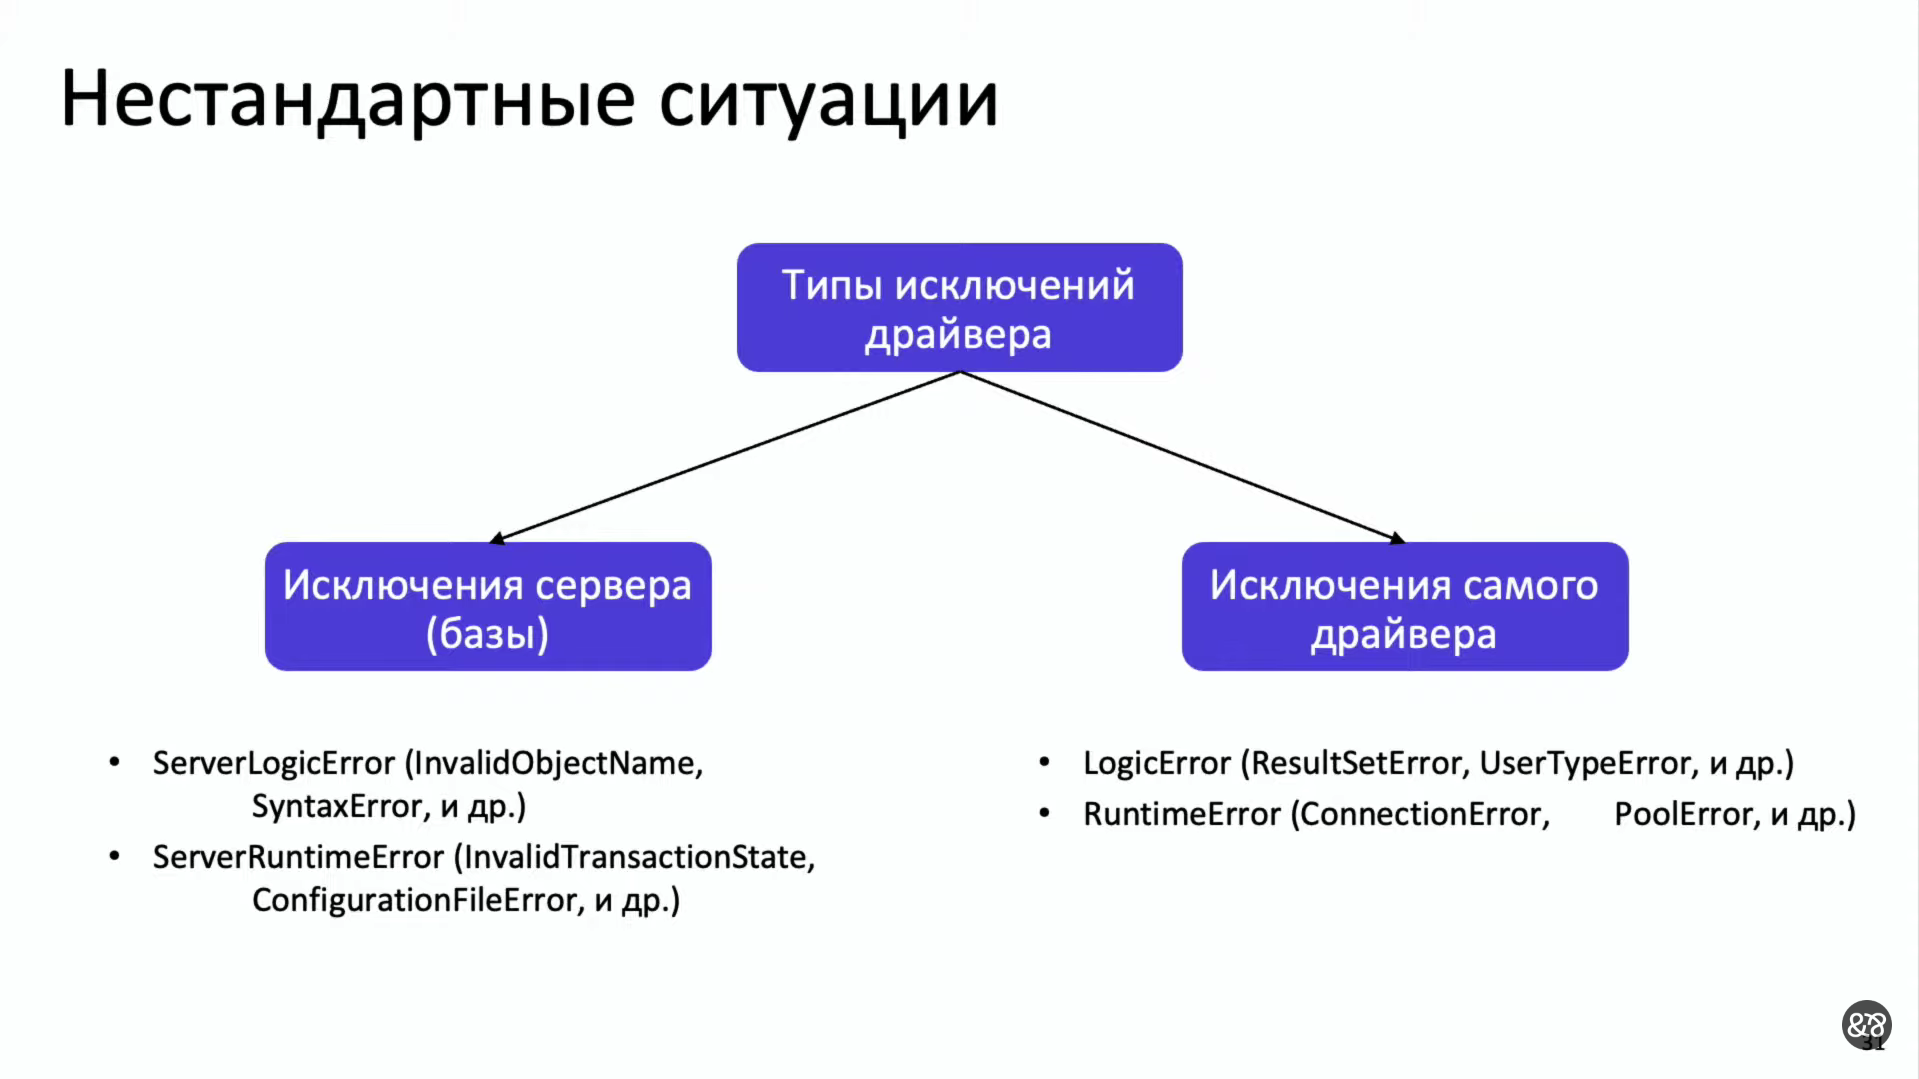 Нестандартные ситуации
Типы исключений
драйвера
Исключения сервера
(базы)
Исключения самого
драйвера
• ServerLogicError (InvalidObjectName,
SyntaxError, и др.)
• ServerRuntimeError (InvalidTransactionState,
ConfigurationFileError, и др.)
• LogicError (ResultSetError, UserTypeError, и др.)
• RuntimeError (ConnectionError, PoolError, и др.)
31